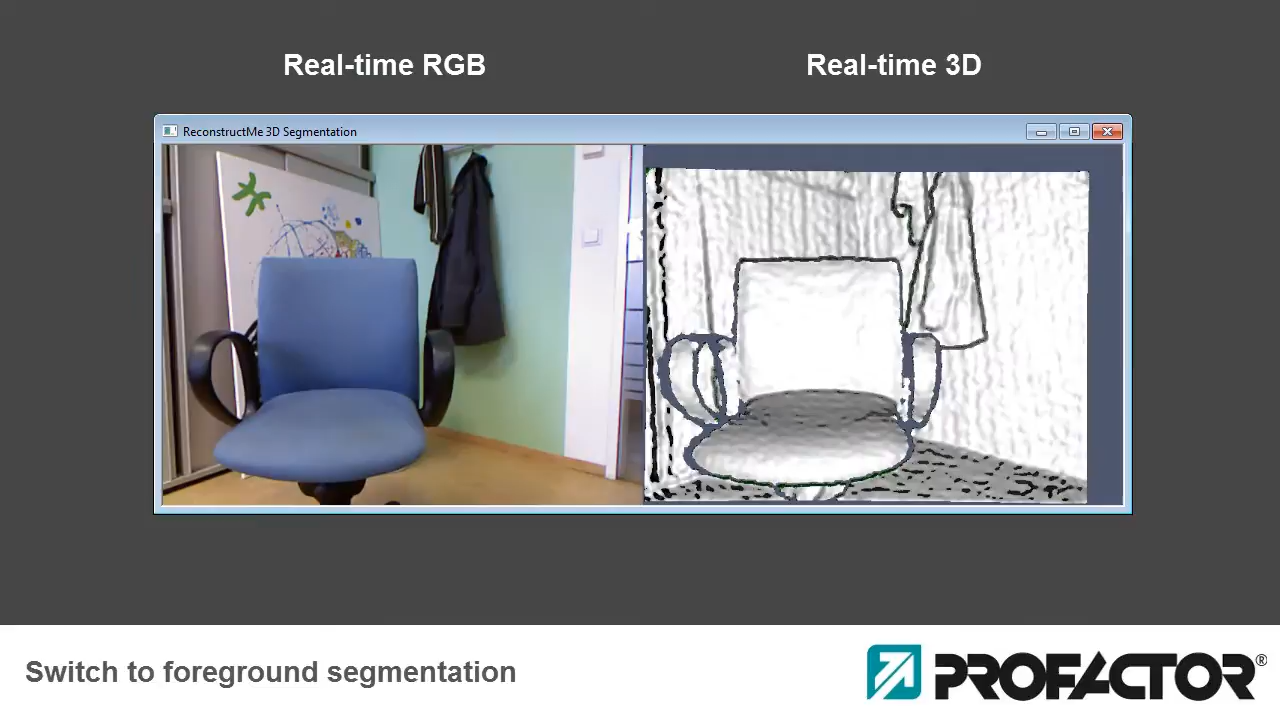 Real-time RGB
Real-time 3D
ReconstructMe 3D Segmentation
Switch to foreground segmentation
PROFACTOR®